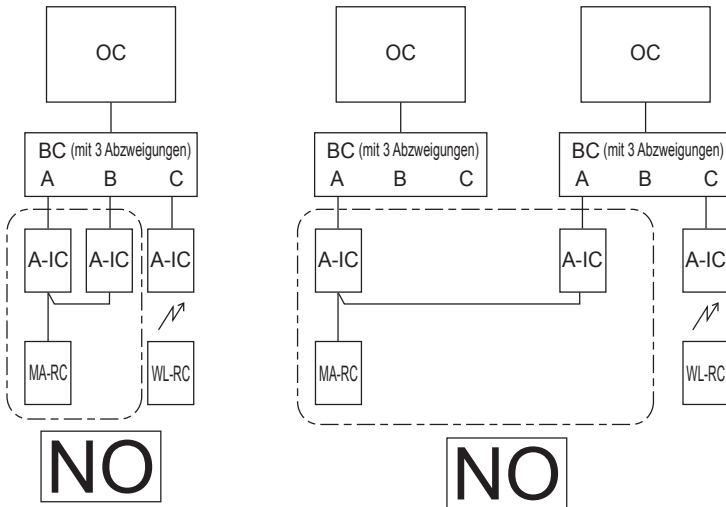 OC OC OC
BC (mit 3 Abzweigungen) BC (mit 3 Abzweigungen) BC (mit 3 Abzweigungen)
A B C A B C A B C
A-IC A-IC A-IC A-IC A-IC A-IC
MA-RC WL-RC MA-RC WL-RC
NO NO